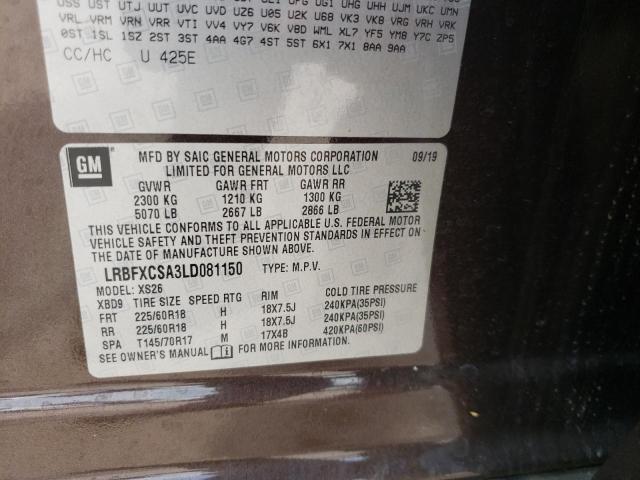 USS UST UTJ UUT UVC UVD UZ6 U05 U2K U68 VK3 VK8 VRG VRH VRK
VRL VRM VRN VRR VTI VV4 VY7 V6K V8D WML XL7 YF5 YM8 Y7C ZP5
0ST 1SL 1SZ 2ST 3ST 4AA 4G7 4ST 5ST 6X1 7X1 8AA 9AA
CC/HC U 425E
GM
MFD BY SAIC GENERAL MOTORS CORPORATION 09/19
LIMITED FOR GENERAL MOTORS LLC
GVWR GAWR FRT GAWR RR
2300 KG 1210 KG 1300 KG
5070 LB 2667 LB 2866 LB
THIS VEHICLE CONFORMS TO ALL APPLICABLE U.S. FEDERAL MOTOR
VEHICLE SAFETY AND THEFT PREVENTION STANDARDS IN EFFECT ON
THE DATE OF MANUFACTURE SHOWN ABOVE.
LRBFXCSA3LD081150 TYPE: M.P.V.
MODEL: XS26
XBD9 TIRE SIZE SPEED RTG RIM COLD TIRE PRESSURE
FRT 225/60R18 H 18X7.5J 240KPA(35PSI)
RR 225/60R18 H 18X7.5J 240KPA(35PSI)
SPA T145/70R17 M 17X4B 420KPA(60PSI)
SEE OWNER'S MANUAL FOR MORE INFORMATION.